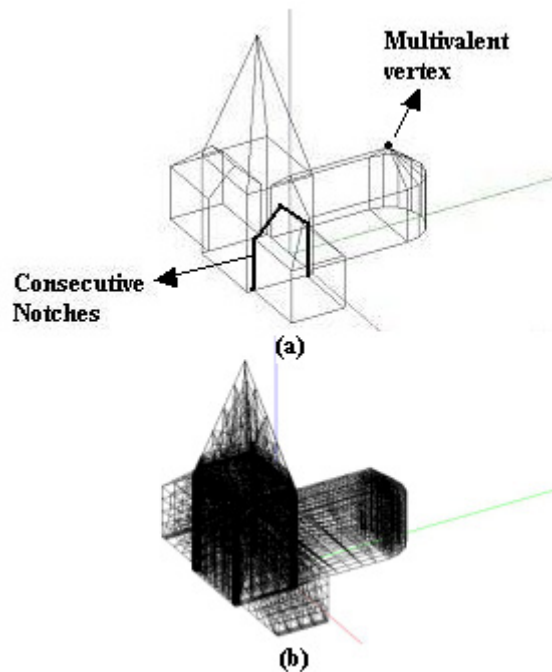 Multivalent
vertex
Consecutive
Notches
(a)
(b)